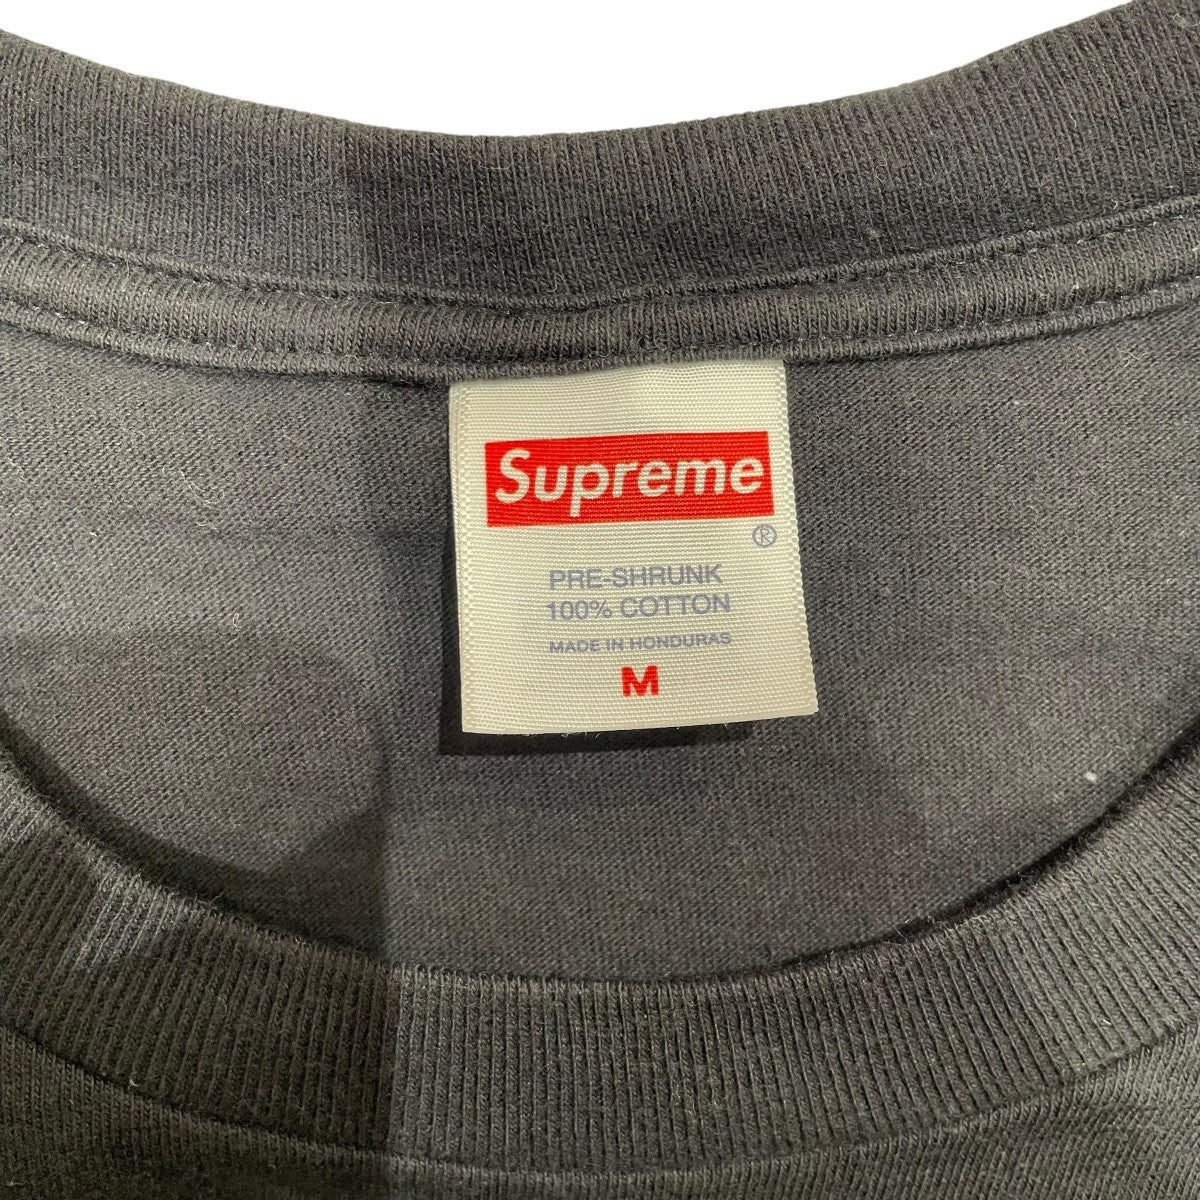 Supreme
®
PRE-SHRUNK
100% COTTON
MADE IN HONDURAS
M